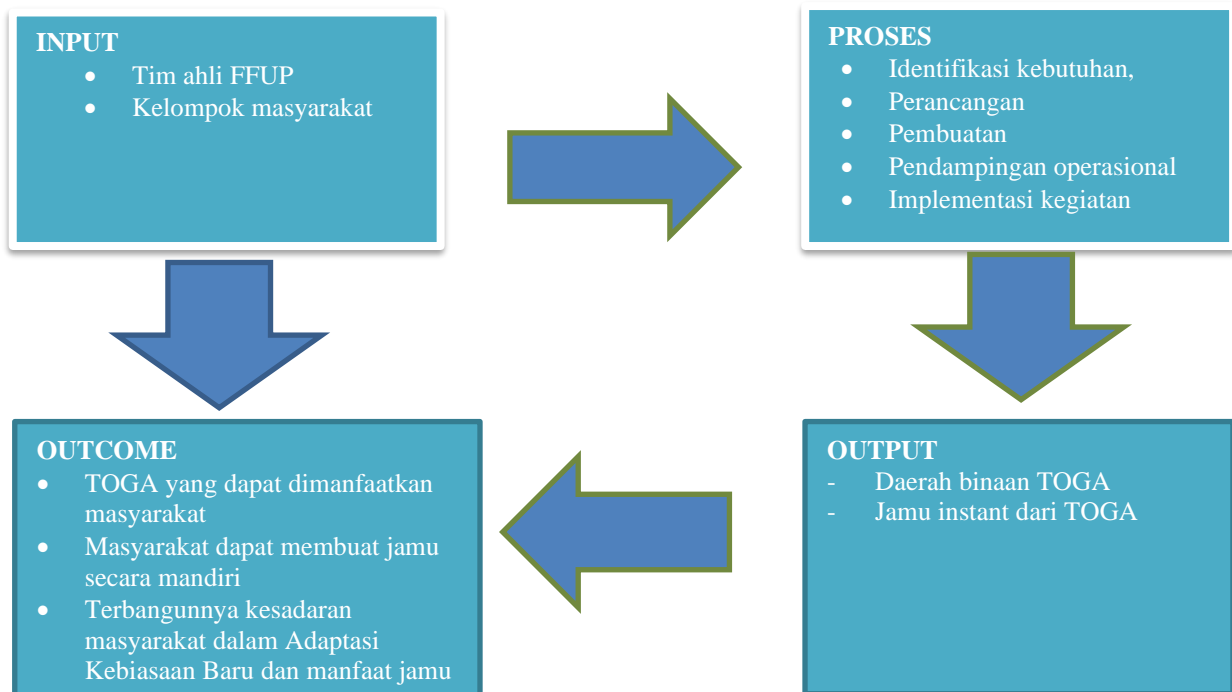 INPUT
• Tim ahli FFUP
• Kelompok masyarakat
PROSES
• Identifikasi kebutuhan,
• Perancangan
• Pembuatan
• Pendampingan operasional
• Implementasi kegiatan
OUTCOME
• TOGA yang dapat dimanfaatkan
masyarakat
• Masyarakat dapat membuat jamu
secara mandiri
• Terbangunnya kesadaran
masyarakat dalam Adaptasi
Kebiasaan Baru dan manfaat jamu
OUTPUT
- Daerah binaan TOGA
- Jamu instant dari TOGA